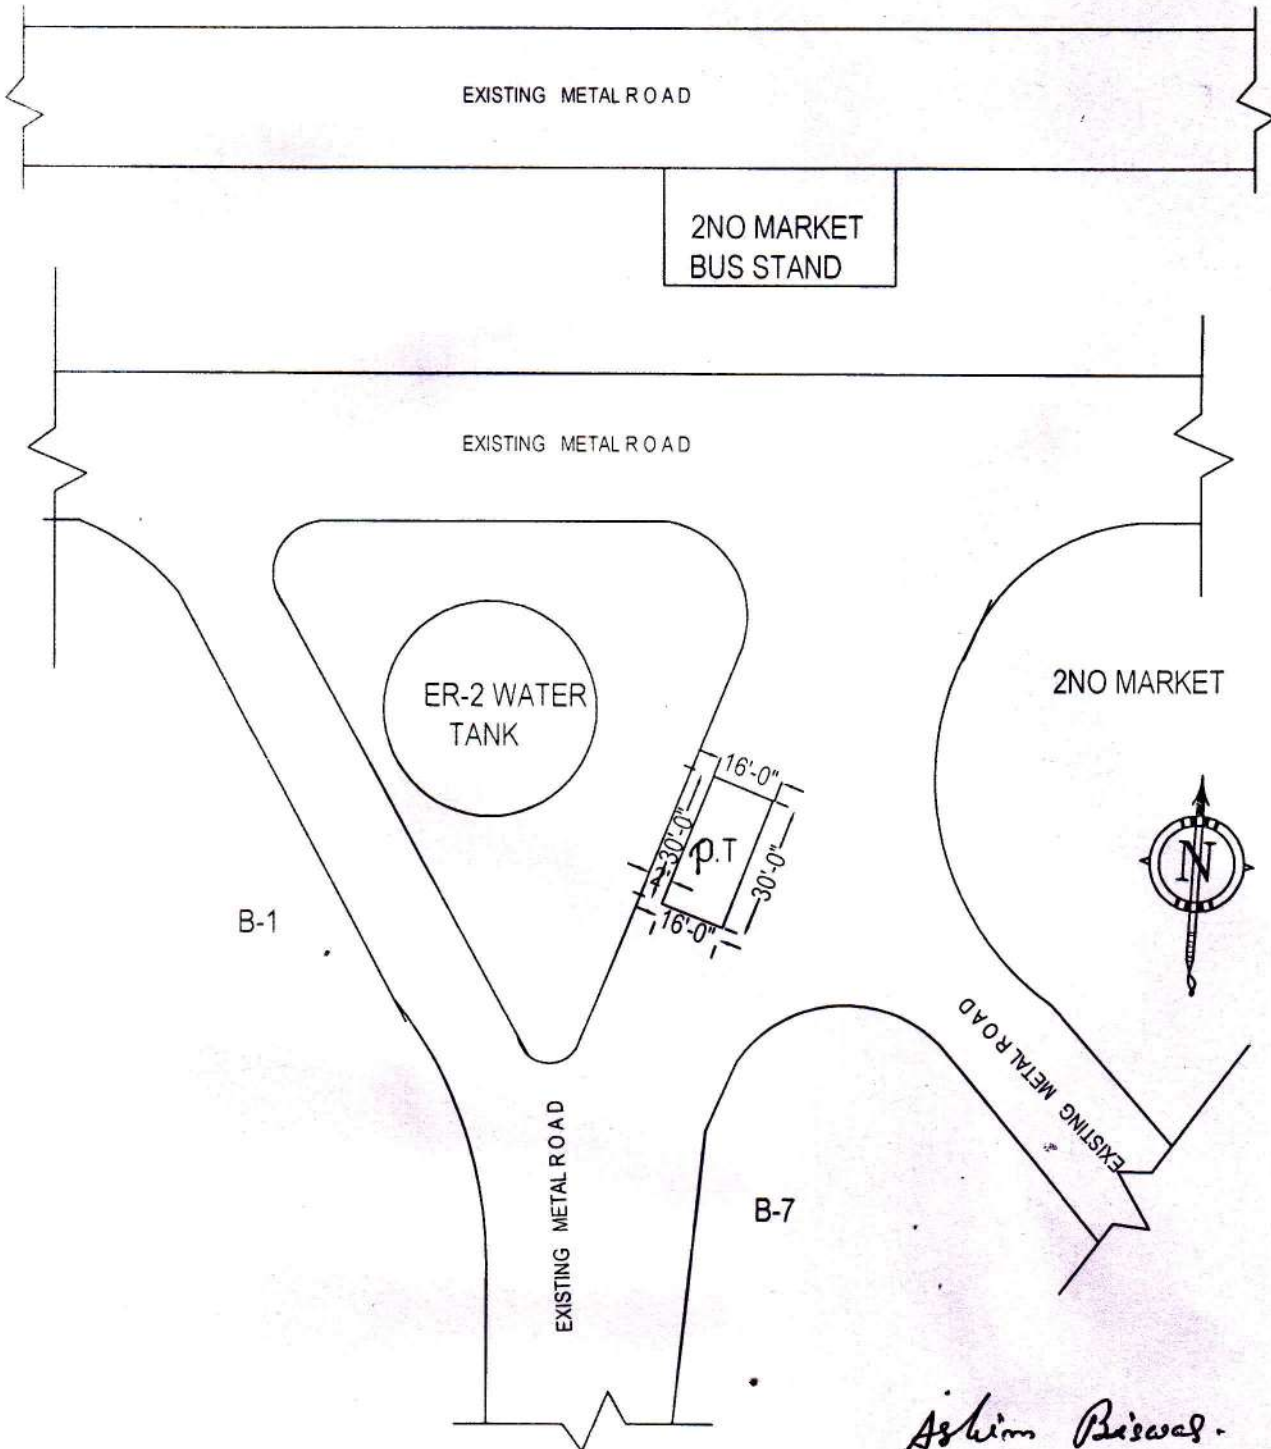 EXISTING METAL ROAD
2NO MARKET
BUS STAND
EXISTING METAL ROAD
ER-2 WATER
TANK
2NO MARKET
16'-0"
30'-0"
P.T
30'-0"
16'-0"
N
B-1
EXISTING METAL ROAD
EXISTING METAL ROAD
B-7
Ashim Biswas.